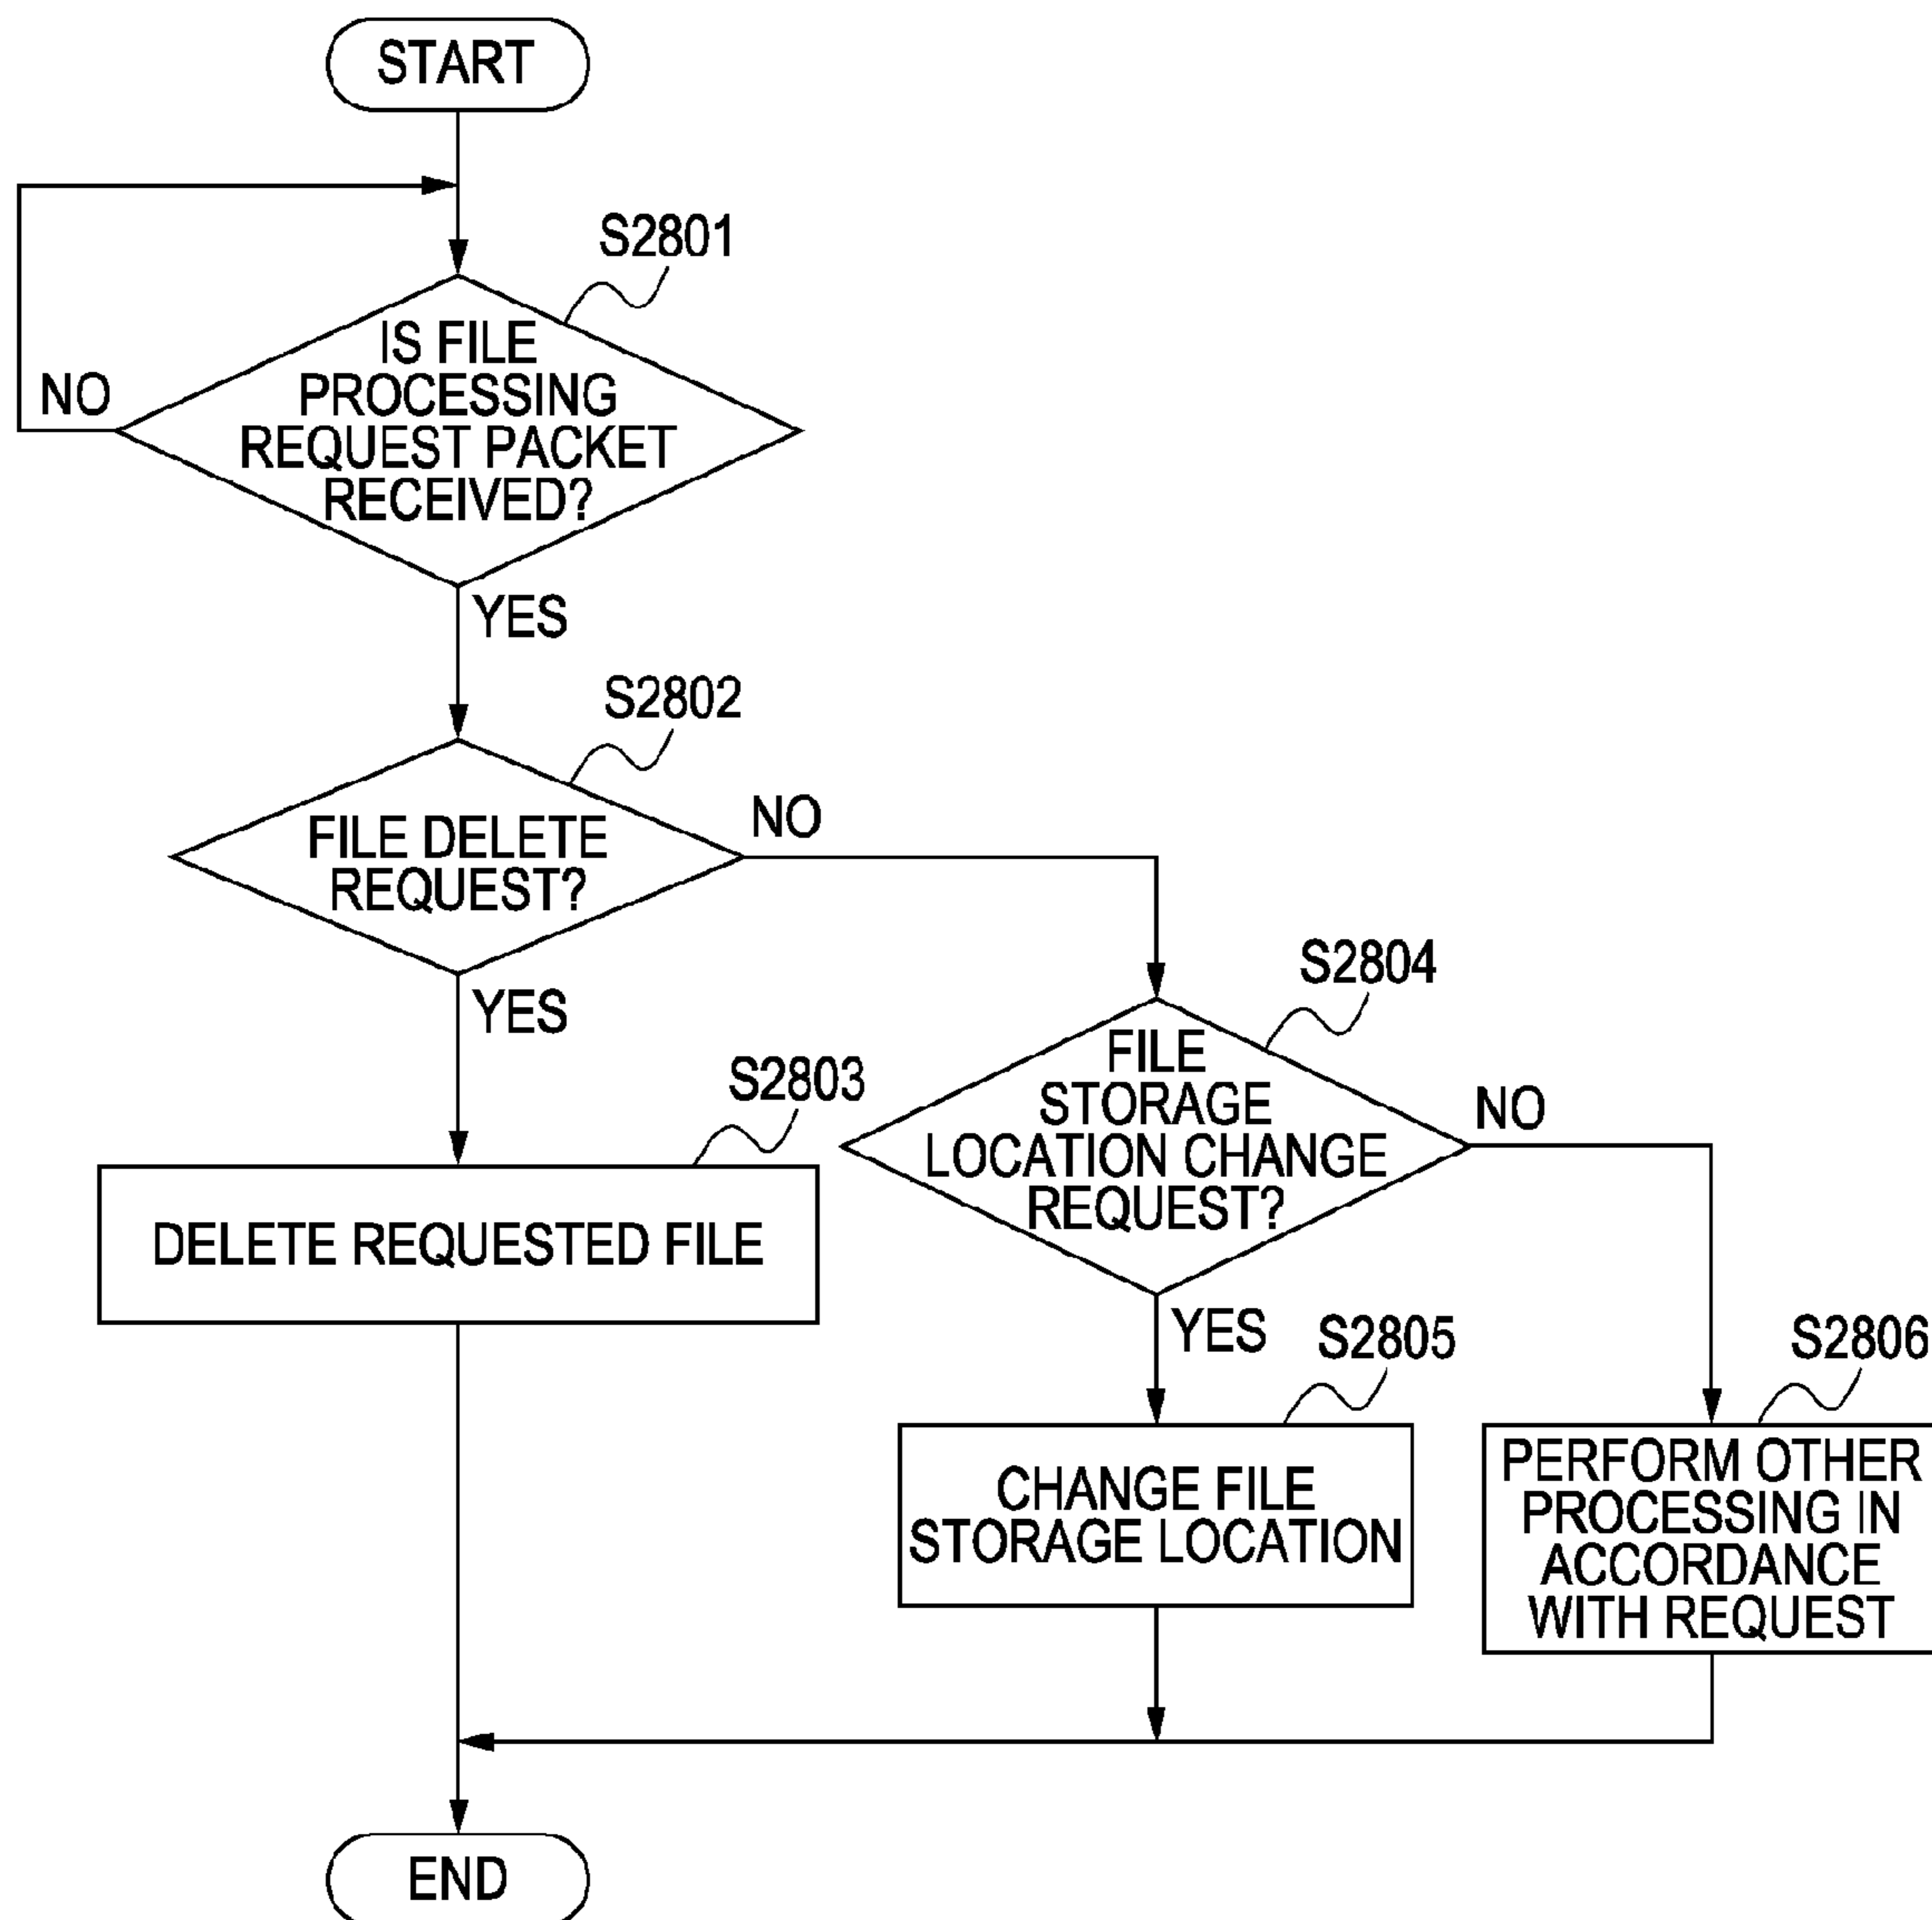 START
S2801
IS FILE
PROCESSING
REQUEST PACKET
RECEIVED?
NO
YES
S2802
FILE DELETE
REQUEST?
NO
YES
S2803
DELETE REQUESTED FILE
S2804
FILE
STORAGE
LOCATION CHANGE
REQUEST?
NO
YES
S2805
CHANGE FILE
STORAGE LOCATION
S2806
PERFORM OTHER
PROCESSING IN
ACCORDANCE
WITH REQUEST
END